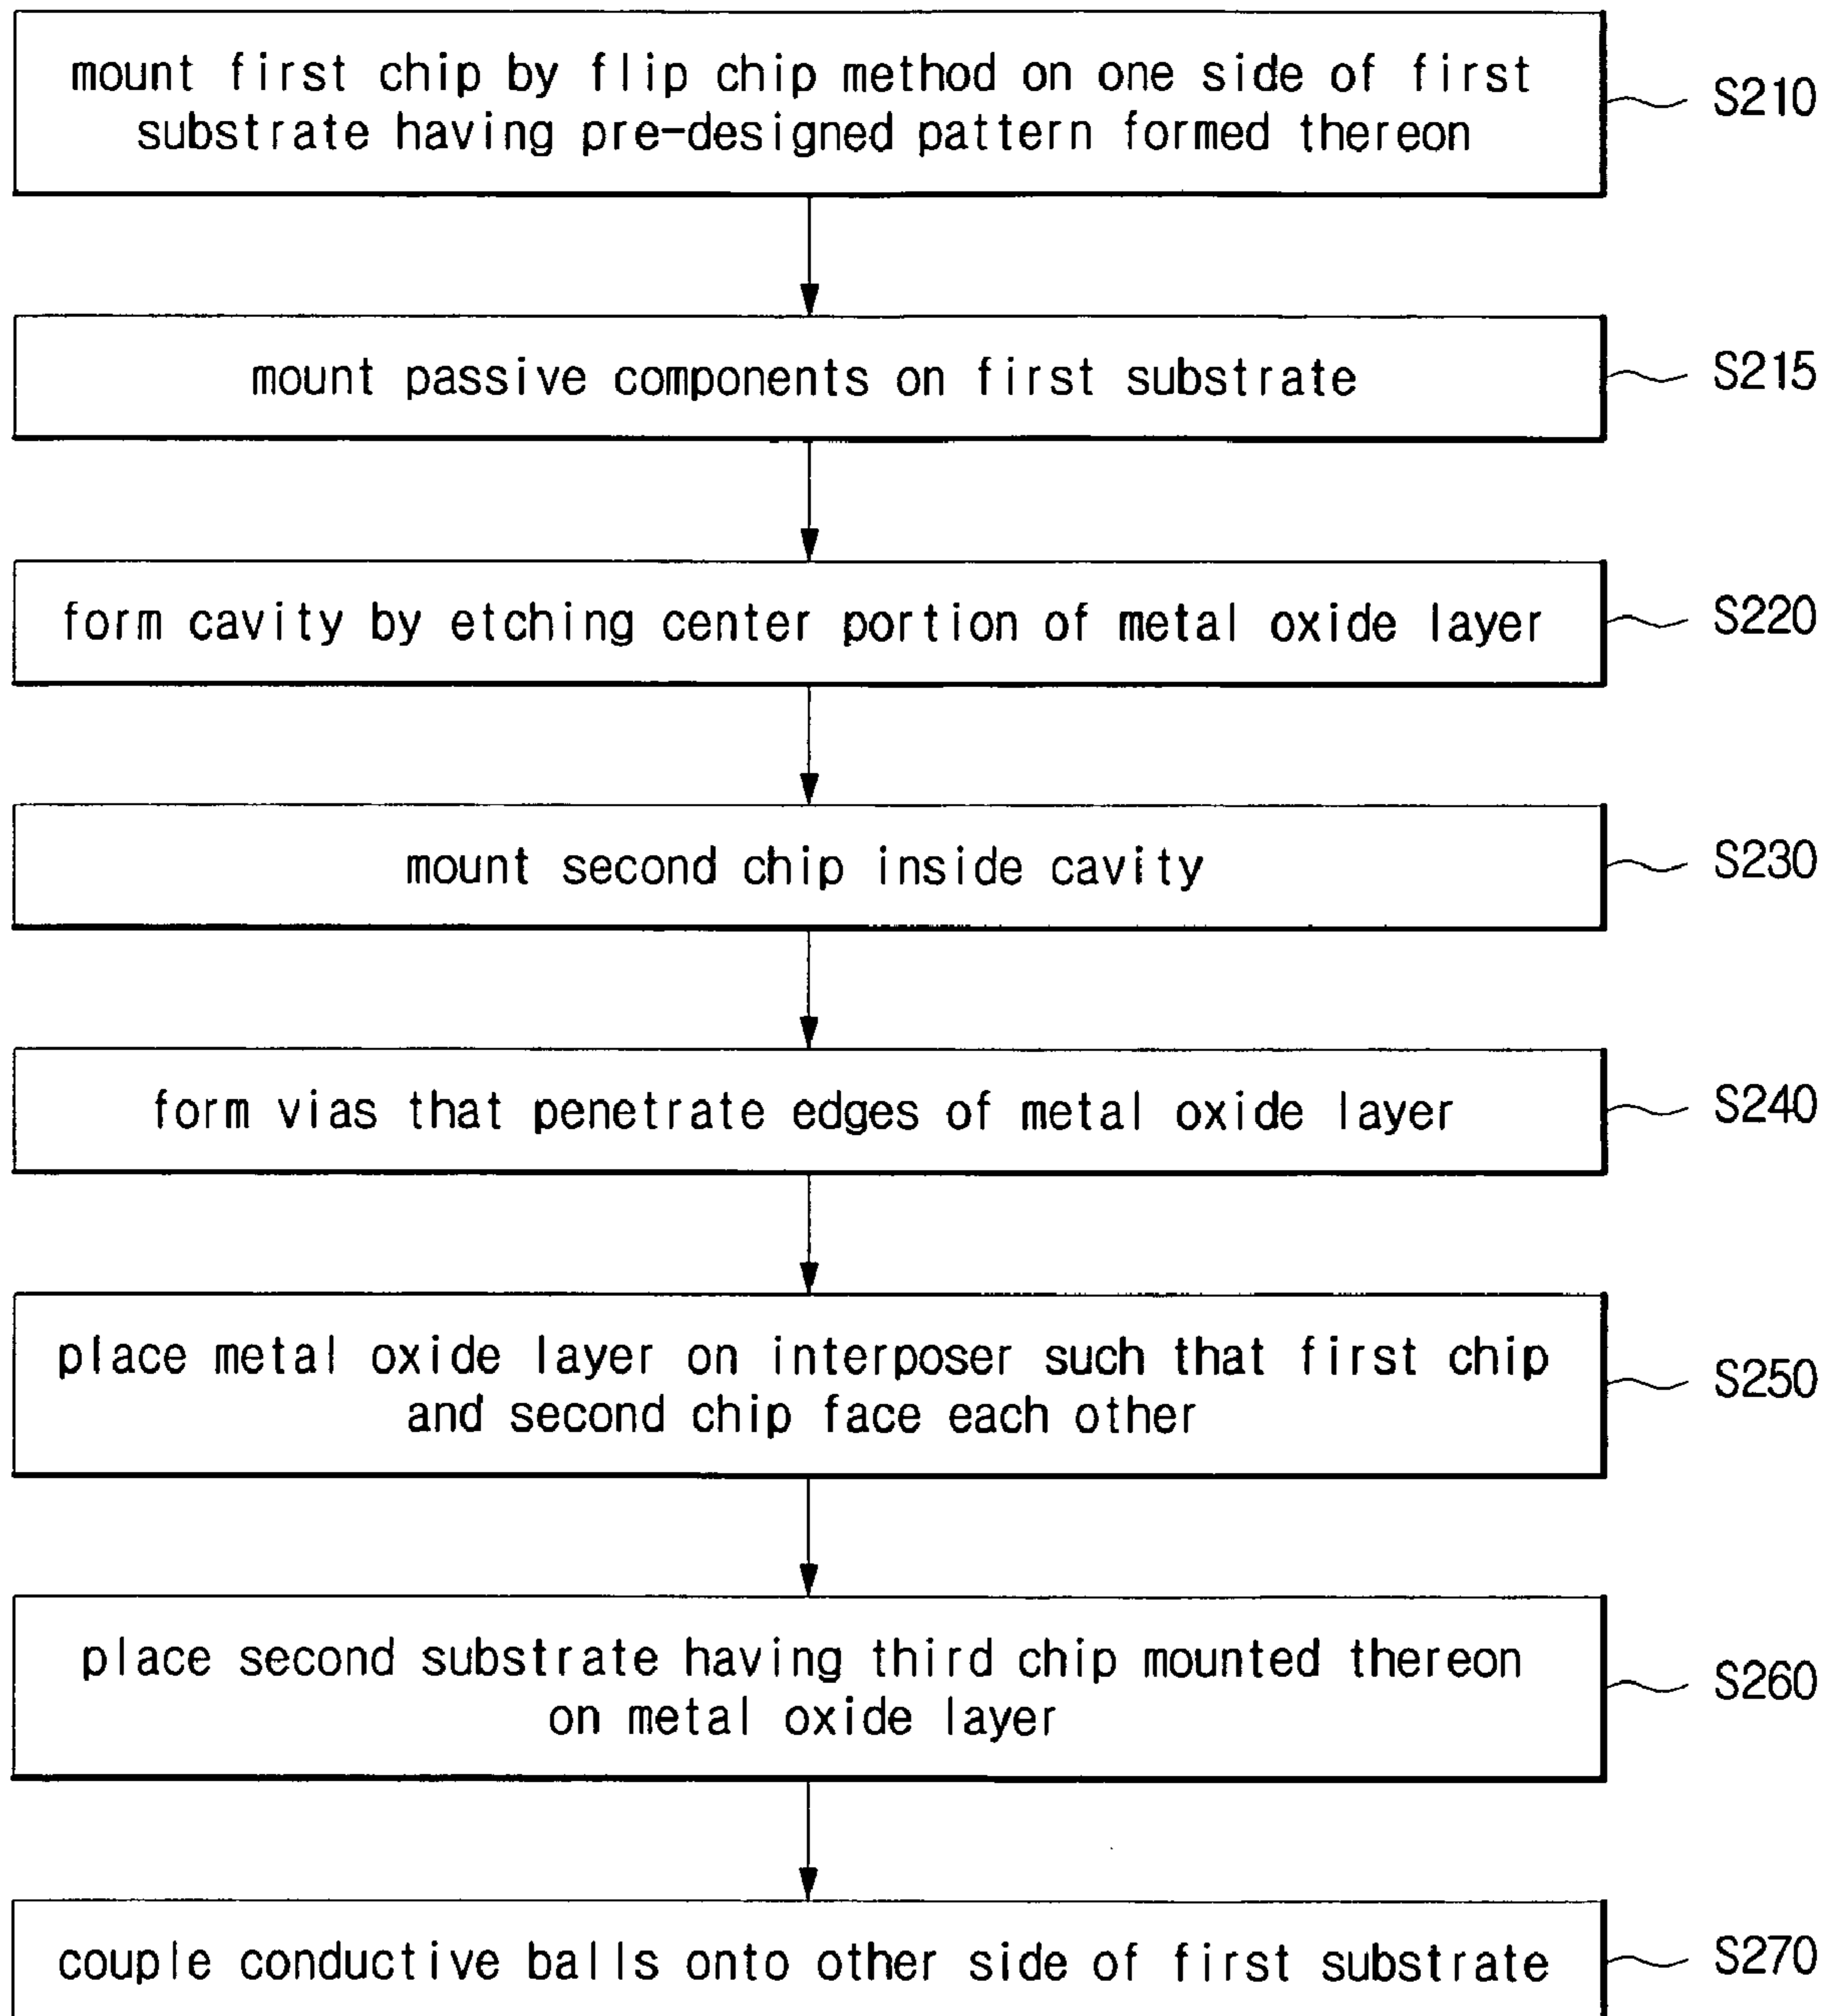 mount first chip by flip chip method on one side of first
substrate having pre-designed pattern formed thereon
S210
mount passive components on first substrate
S215
form cavity by etching center portion of metal oxide layer
S220
mount second chip inside cavity
S230
form vias that penetrate edges of metal oxide layer
S240
place metal oxide layer on interposer such that first chip
and second chip face each other
S250
place second substrate having third chip mounted thereon
on metal oxide layer
S260
couple conductive balls onto other side of first substrate
S270